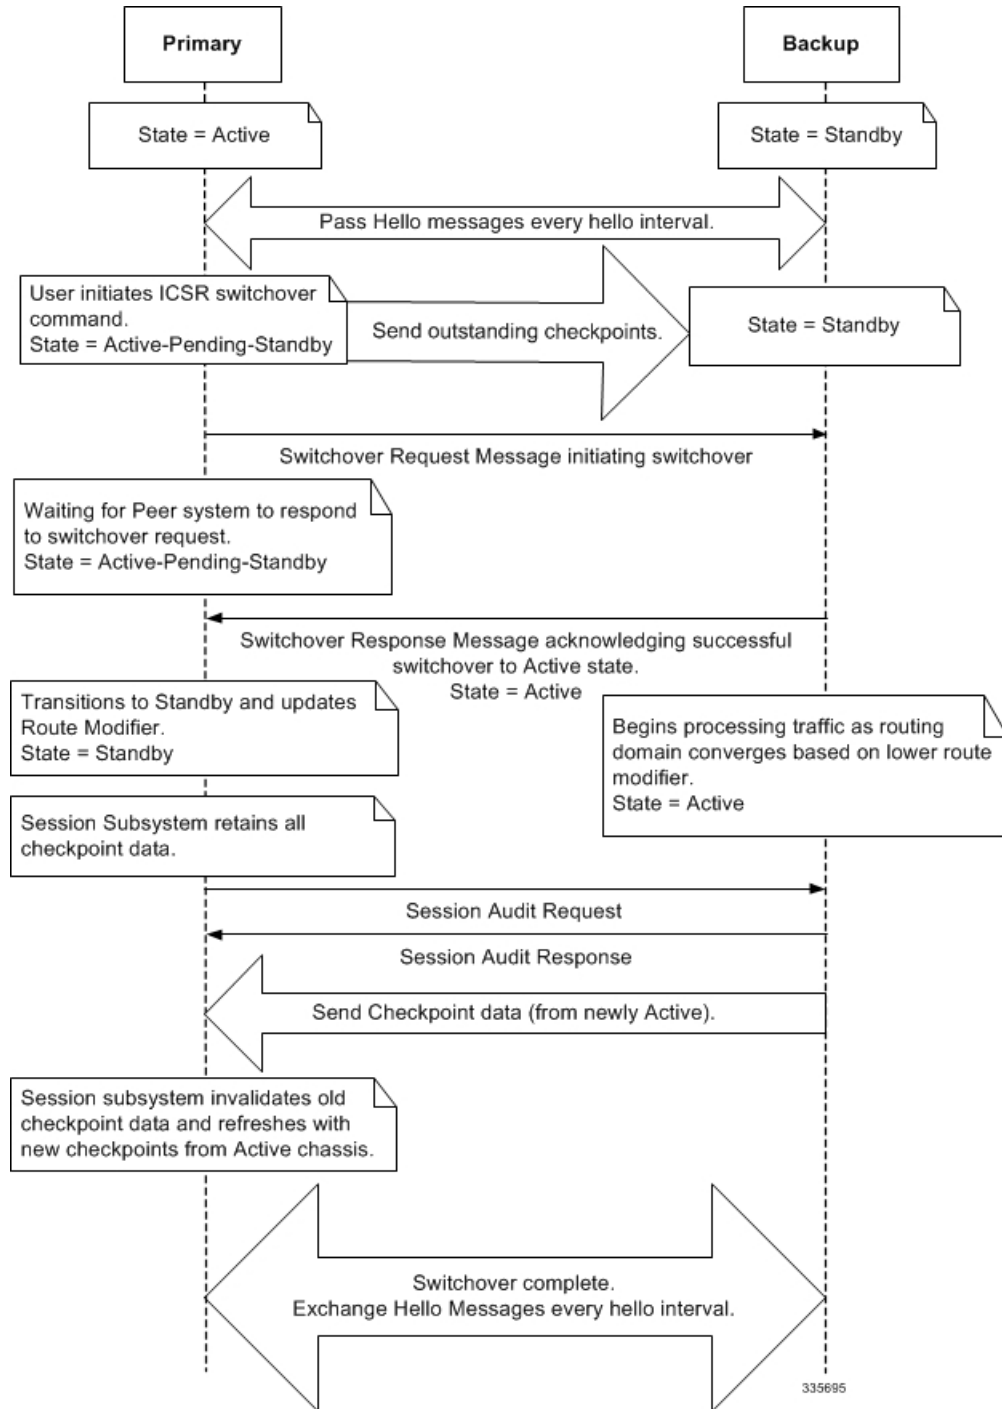 Primary
Backup
State = Active
State = Standby
Pass Hello messages every hello interval.
User initiates ICSR switchover
command.
State = Active-Pending-Standby
Send outstanding checkpoints.
State = Standby
Switchover Request Message initiating switchover
Waiting for Peer system to respond
to switchover request.
State = Active-Pending-Standby
Switchover Response Message acknowledging successful
switchover to Active state.
State = Active
Transitions to Standby and updates
Route Modifier.
State = Standby
Begins processing traffic as routing
domain converges based on lower route
modifier.
State = Active
Session Subsystem retains all
checkpoint data.
Session Audit Request
Session Audit Response
Send Checkpoint data (from newly Active).
Session subsystem invalidates old
checkpoint data and refreshes with
new checkpoints from Active chassis.
Switchover complete.
Exchange Hello Messages every hello interval.
335695